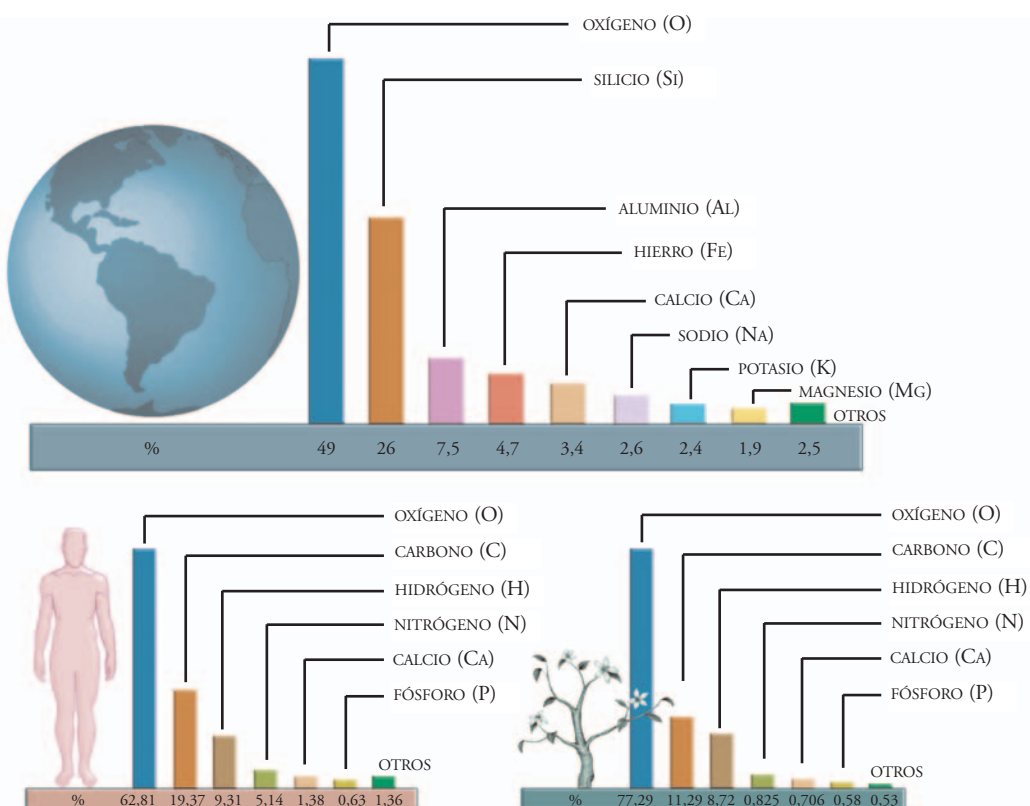 OXÍGENO (O)
SILICIO (SI)
ALUMINIO (AL)
HIERRO (FE)
CALCIO (CA)
SODIO (NA)
POTASIO (K)
MAGNESIO (MG)
OTROS
% 49 26 7,5 4,7 3,4 2,6 2,4 1,9 2,5
OXÍGENO (O)
CARBONO (C)
HIDRÓGENO (H)
NITRÓGENO (N)
CALCIO (CA)
FÓSFORO (P)
OTROS
% 62,81 19,37 9,31 5,14 1,38 0,63 1,36
OXÍGENO (O)
CARBONO (C)
HIDRÓGENO (H)
NITRÓGENO (N)
CALCIO (CA)
FÓSFORO (P)
OTROS
% 77,29 11,29 8,72 0,825 0,706 0,58 0,53